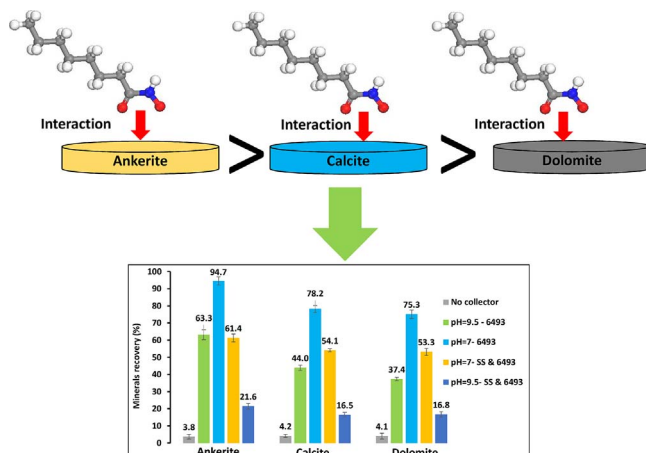 Interaction
Interaction
Interaction
Ankerite
>
Calcite
>
Dolomite
Minerals recovery (%)
100
90
80
70
60
50
40
30
20
10
0
3.8
63.3
94.7
61.4
21.6
4.2
44.0
78.2
54.1
16.5
4.1
37.4
75.3
53.3
16.8
Ankerite
Calcite
Dolomite
No collector
pH=9.5 - 6493
pH=7- 6493
pH=7- SS & 6493
pH=9.5- SS & 6493